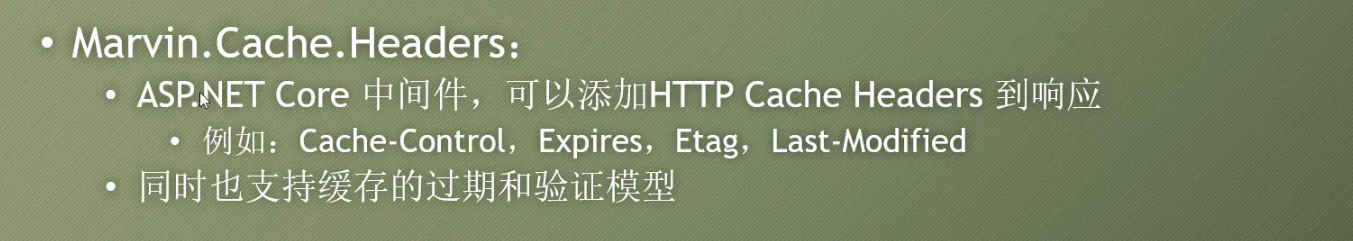 • Marvin.Cache.Headers：
• ASP.NET Core 中间件，可以添加HTTP Cache Headers 到响应
• 例如：Cache-Control，Expires，Etag，Last-Modified
• 同时也支持缓存的过期和验证模型